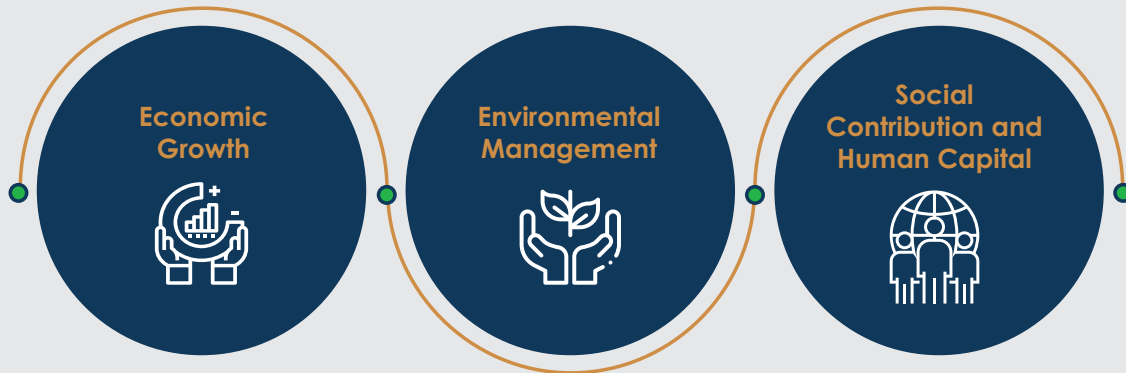 Economic
Growth
Environmental
Management
Social
Contribution and
Human Capital